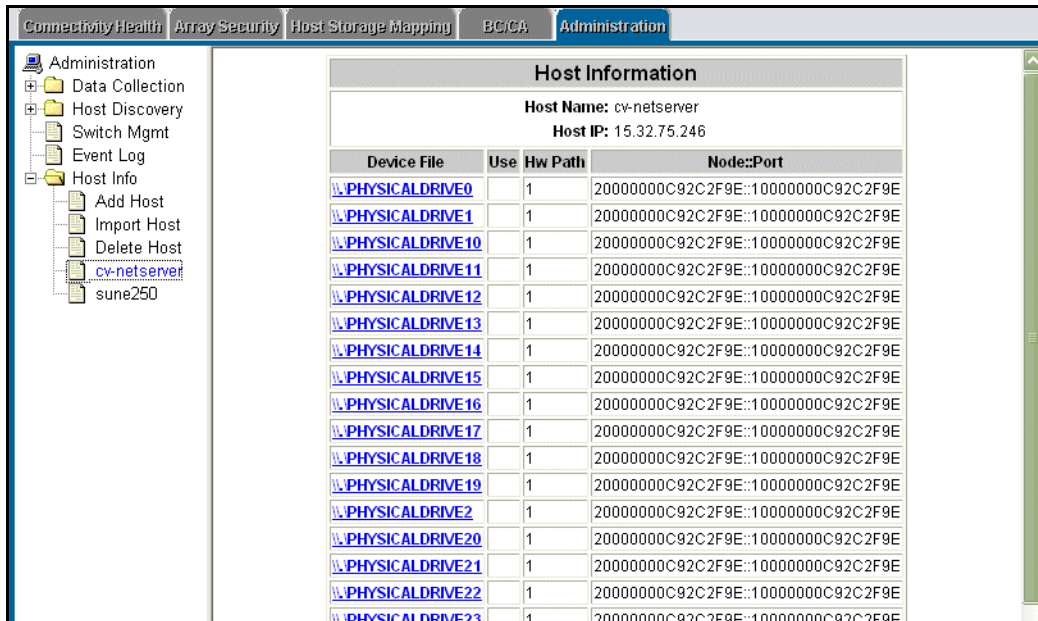 Connectivity Health Array Security Host Storage Mapping BC/CA Administration
Administration
Data Collection
Host Discovery
Switch Mgmt
Event Log
Host Info
Add Host
Import Host
Delete Host
cv-netserver
sune250
Host Information
Host Name: cv-netserver
Host IP: 15.32.75.246
Device File Use Hw Path Node::Port
\\.\PHYSICALDRIVE0 1 20000000C92C2F9E::10000000C92C2F9E
\\.\PHYSICALDRIVE1 1 20000000C92C2F9E::10000000C92C2F9E
\\.\PHYSICALDRIVE10 1 20000000C92C2F9E::10000000C92C2F9E
\\.\PHYSICALDRIVE11 1 20000000C92C2F9E::10000000C92C2F9E
\\.\PHYSICALDRIVE12 1 20000000C92C2F9E::10000000C92C2F9E
\\.\PHYSICALDRIVE13 1 20000000C92C2F9E::10000000C92C2F9E
\\.\PHYSICALDRIVE14 1 20000000C92C2F9E::10000000C92C2F9E
\\.\PHYSICALDRIVE15 1 20000000C92C2F9E::10000000C92C2F9E
\\.\PHYSICALDRIVE16 1 20000000C92C2F9E::10000000C92C2F9E
\\.\PHYSICALDRIVE17 1 20000000C92C2F9E::10000000C92C2F9E
\\.\PHYSICALDRIVE18 1 20000000C92C2F9E::10000000C92C2F9E
\\.\PHYSICALDRIVE19 1 20000000C92C2F9E::10000000C92C2F9E
\\.\PHYSICALDRIVE2 1 20000000C92C2F9E::10000000C92C2F9E
\\.\PHYSICALDRIVE20 1 20000000C92C2F9E::10000000C92C2F9E
\\.\PHYSICALDRIVE21 1 20000000C92C2F9E::10000000C92C2F9E
\\.\PHYSICALDRIVE22 1 20000000C92C2F9E::10000000C92C2F9E
\\.\PHYSICALDRIVE23 1 20000000C92C2F9E::10000000C92C2F9E